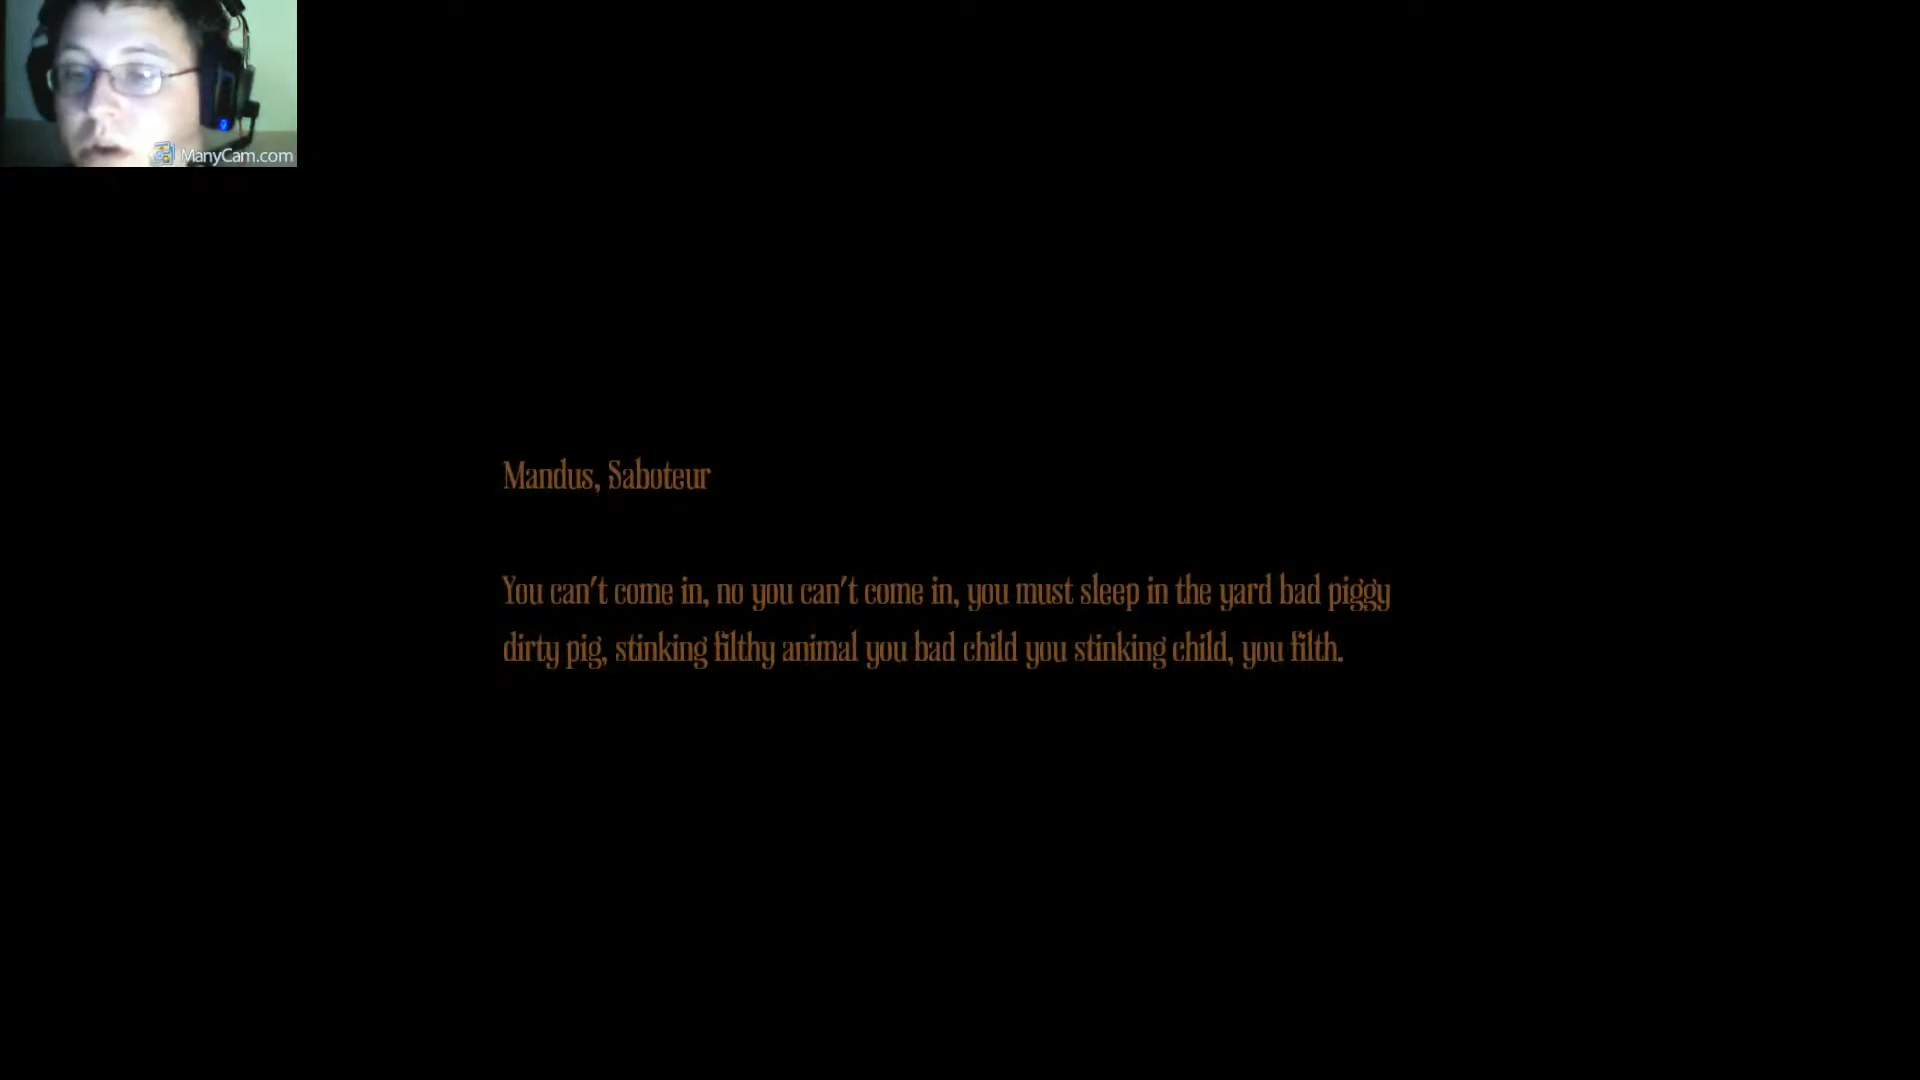 ManyCam.com
Mandus, Saboteur
You can't come in, no you can't come in, you must sleep in the yard bad piggy
dirty pig, stinking filthy animal you bad child you stinking child, you filth.